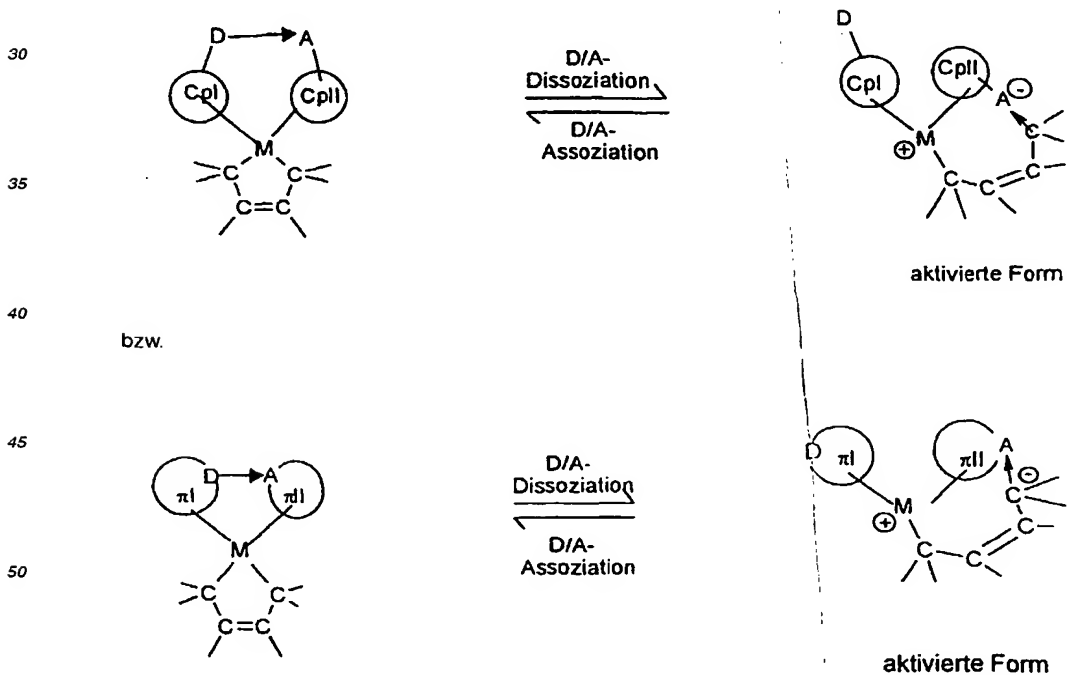 D A D
30
D/A-
Dissoziation
CpI CpII CpI CpII A ⊖
D/A-
Assoziation
M ⊕ M C
35
C C C C C
C=C
aktivierte Form
40
bzw.
45
D A D/A- D A
πI πII Dissoziation πI πII ⊖
M D/A- M C
Assoziation ⊕ C
50
C C C C
C=C
aktivierte Form